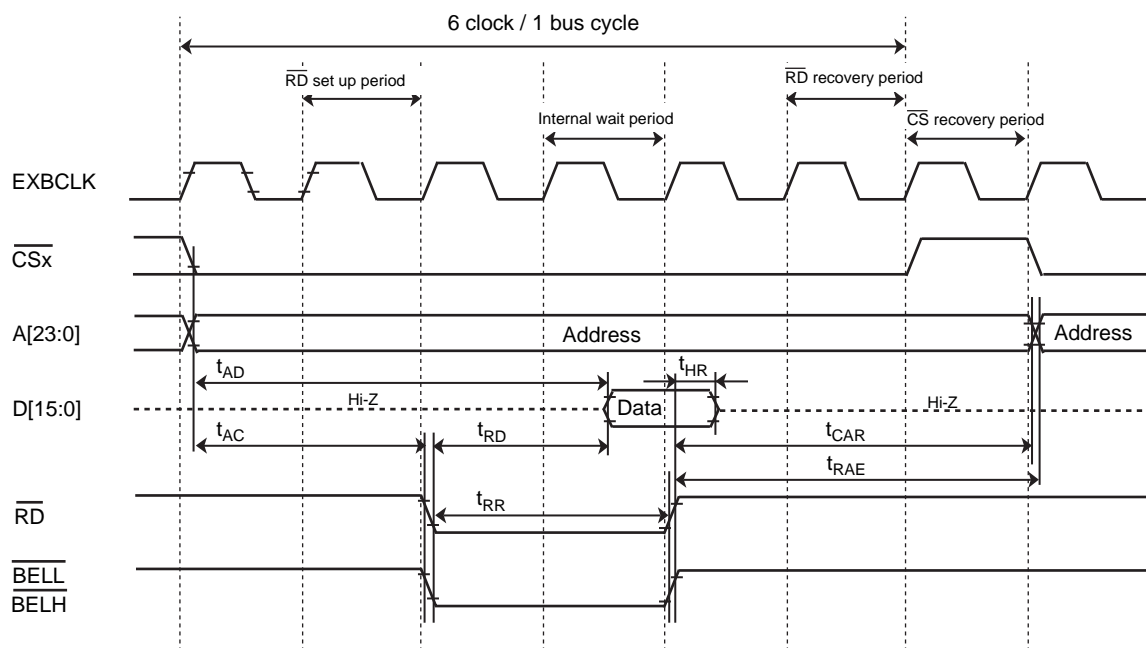 6 clock / 1 bus cycle
RD set up period
RD recovery period
Internal wait period
CS recovery period
EXBCLK
CSx
A[23:0]
Address
Address
tAD
tHR
D[15:0]
Hi-Z
Data
Hi-Z
tAC
tRD
tCAR
tRAE
RD
tRR
BELL
BELH